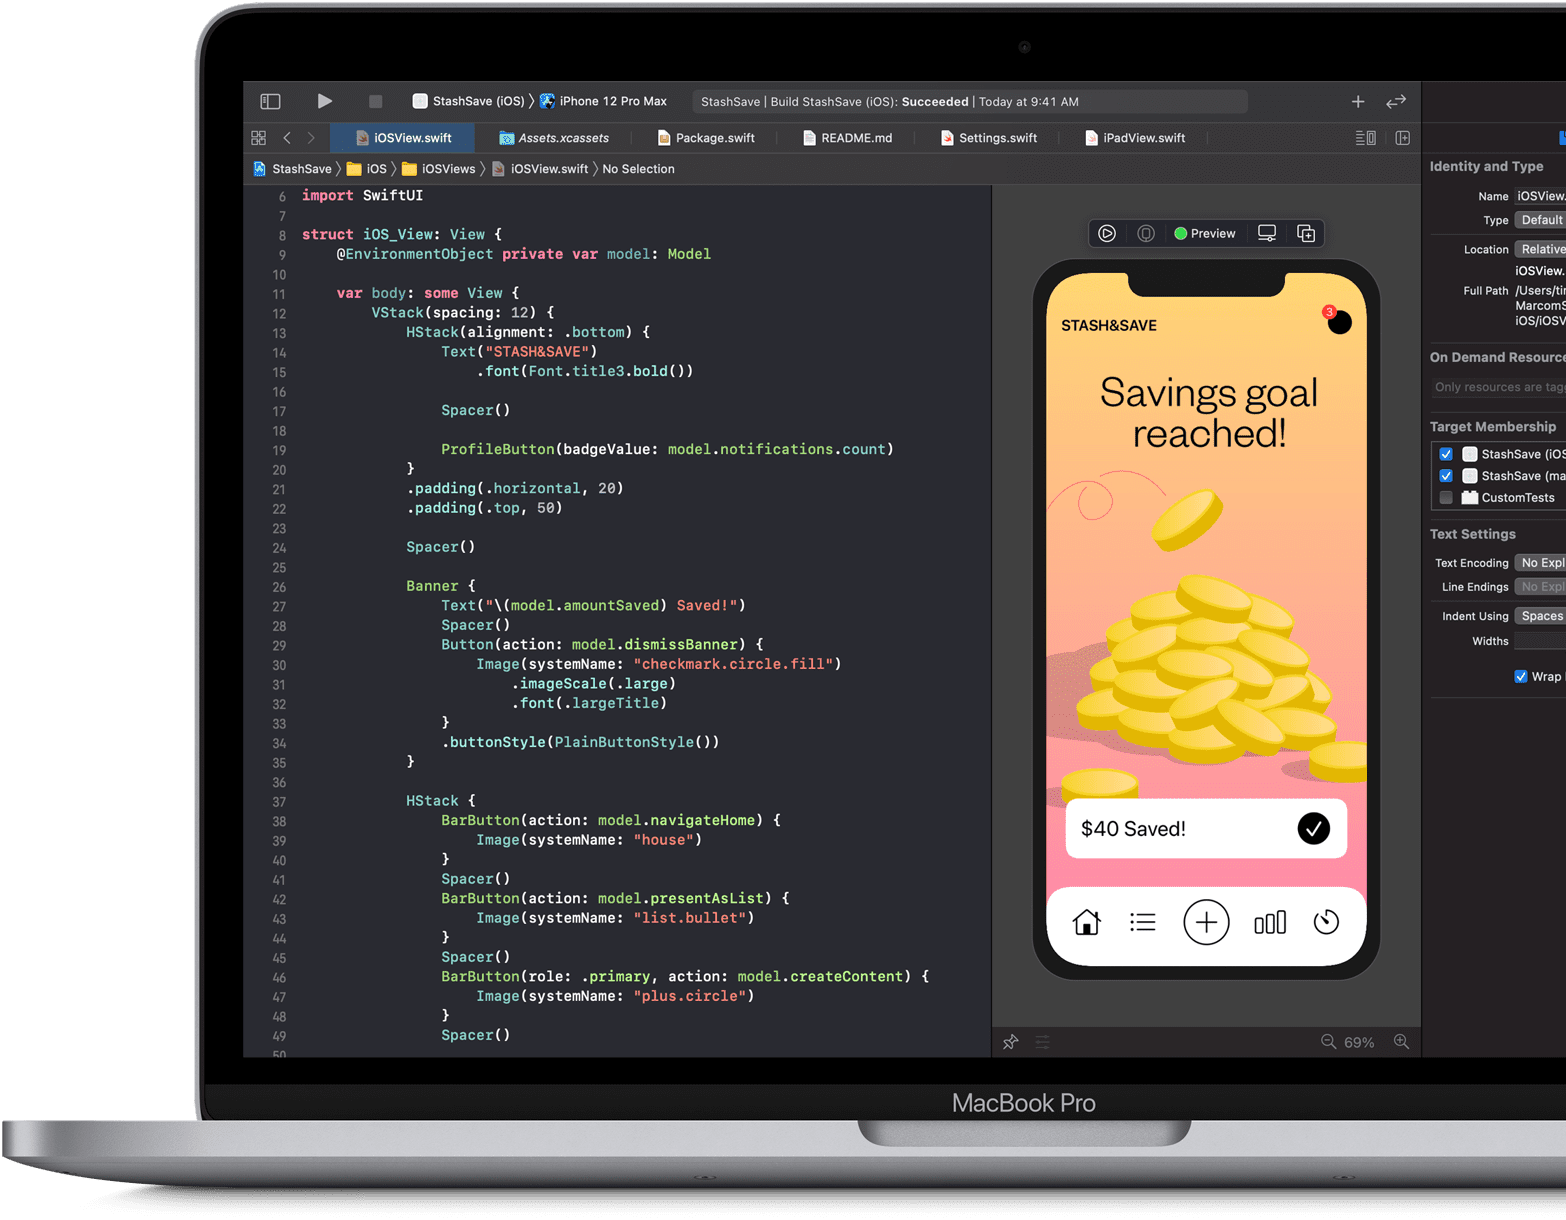 StashSave (iOS) iPhone 12 Pro Max
StashSave | Build StashSave (iOS): Succeeded | Today at 9:41 AM
iOSView.swift
Assets.xcassets
Package.swift
README.md
Settings.swift
iPadView.swift
StashSave iOS iOSViews iOSView.swift No Selection
6 import SwiftUI
7
8 struct iOS_View: View {
9 @EnvironmentObject private var model: Model
10
11 var body: some View {
12 VStack(spacing: 12) {
13 HStack(alignment: .bottom) {
14 Text("STASH&SAVE")
15 .font(Font.title3.bold())
16
17 Spacer()
18
19 ProfileButton(badgeValue: model.notifications.count)
20 }
21 .padding(.horizontal, 20)
22 .padding(.top, 50)
23
24 Spacer()
25
26 Banner {
27 Text("\(model.amountSaved) Saved!")
28 Spacer()
29 Button(action: model.dismissBanner) {
30 Image(systemName: "checkmark.circle.fill")
31 .imageScale(.large)
32 .font(.largeTitle)
33 }
34 .buttonStyle(PlainButtonStyle())
35 }
36
37 HStack {
38 BarButton(action: model.navigateHome) {
39 Image(systemName: "house")
40 }
41 Spacer()
42 BarButton(action: model.presentAsList) {
43 Image(systemName: "list.bullet")
44 }
45 Spacer()
46 BarButton(role: .primary, action: model.createContent) {
47 Image(systemName: "plus.circle")
48 }
49 Spacer()
50
Preview
STASH&SAVE
3
Savings goal
reached!
$40 Saved!
69%
Identity and Type
Name iOSView.
Type Default
Location Relative
iOSView.
Full Path /Users/tin
MarcomS
iOS/iOSV
On Demand Resource
Only resources are tag
Target Membership
StashSave (iOS
StashSave (ma
CustomTests
Text Settings
Text Encoding No Expl
Line Endings No Expl
Indent Using Spaces
Widths
Wrap
MacBook Pro